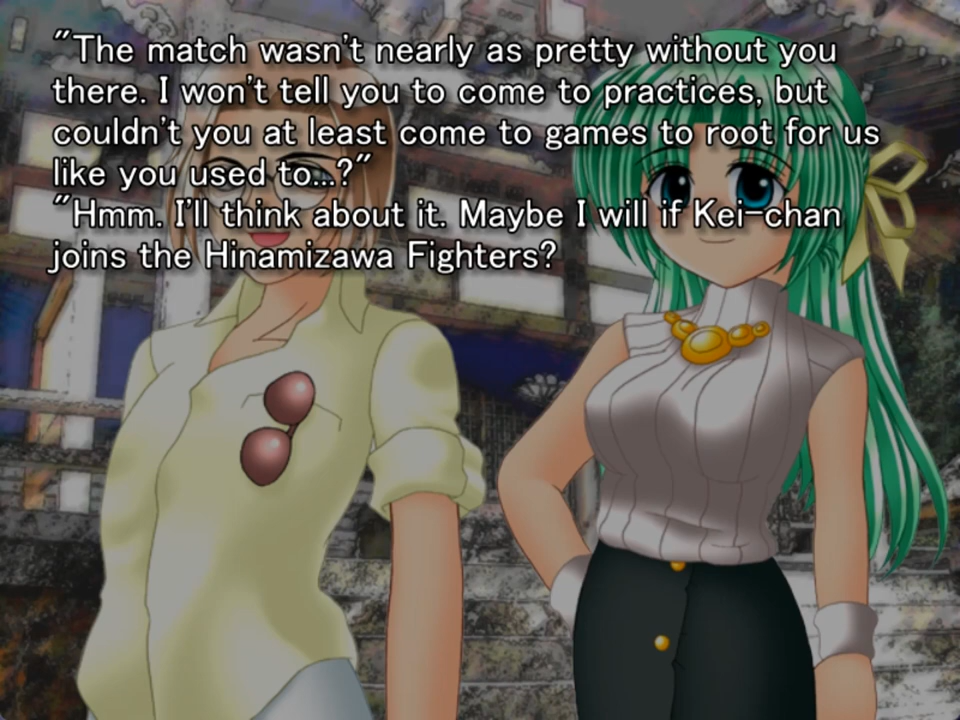 "The match wasn't nearly as pretty without you
there. I won't tell you to come to practices, but
couldn't you at least come to games to root for us
like you used to...?"
"Hmm. I'll think about it. Maybe I will if Kei-chan
joins the Hinamizawa Fighters?